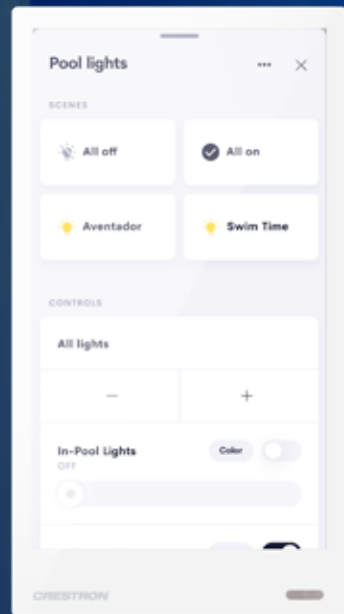 Pool lights
SCENES
All off
All on
Aventador
Swim Time
CONTROLS
All lights
In-Pool Lights
Color
OFF
CRESTRON